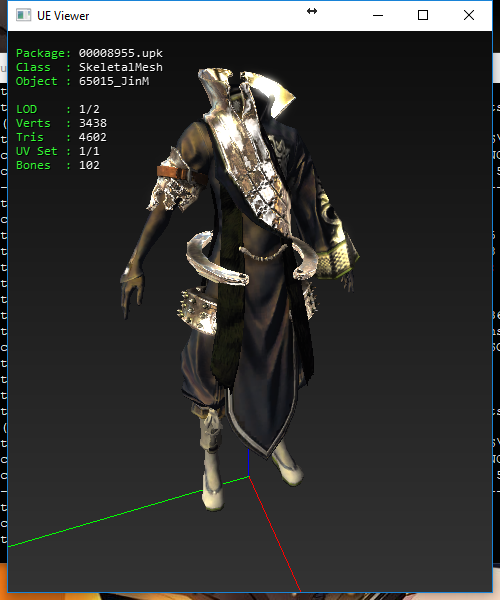 UE Viewer
Package: 00008955.upk
Class : SkeletalMesh
Object : 65015_JinM
LOD : 1/2
Verts : 3438
Tris : 4602
UV Set : 1/1
Bones : 102